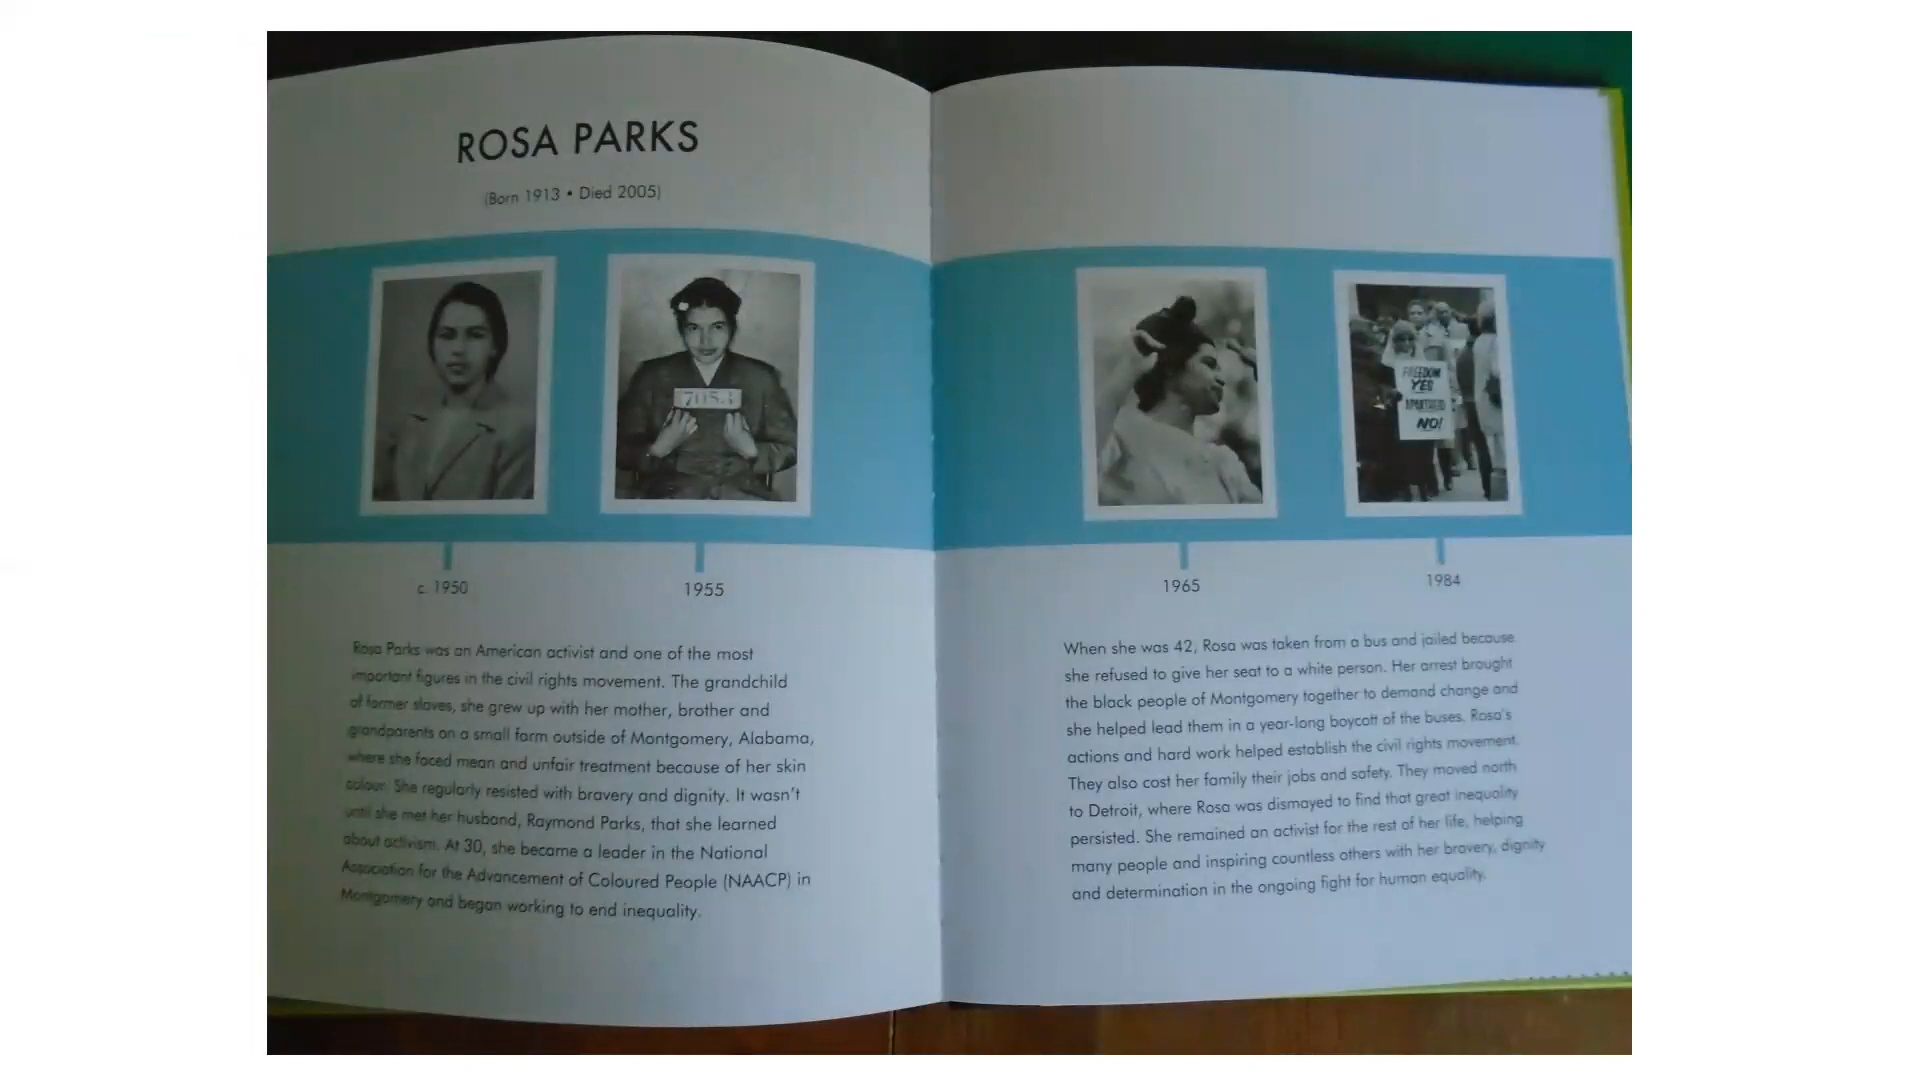 ROSA PARKS
(Born 1913 • Died 2005)
7053
FREEDOM
YES
APARTHEID
NO!
c. 1950
1955
1965
1984
Rosa Parks was an American activist and one of the most
important figures in the civil rights movement. The grandchild
of former slaves, she grew up with her mother, brother and
grandparents on a small farm outside of Montgomery, Alabama,
where she faced mean and unfair treatment because of her skin
colour. She regularly resisted with bravery and dignity. It wasn't
until she met her husband, Raymond Parks, that she learned
about activism. At 30, she became a leader in the National
Association for the Advancement of Coloured People (NAACP) in
Montgomery and began working to end inequality.
When she was 42, Rosa was taken from a bus and jailed because
she refused to give her seat to a white person. Her arrest brought
the black people of Montgomery together to demand change and
she helped lead them in a year-long boycott of the buses. Rosa's
actions and hard work helped establish the civil rights movement.
They also cost her family their jobs and safety. They moved north
to Detroit, where Rosa was dismayed to find that great inequality
persisted. She remained an activist for the rest of her life, helping
many people and inspiring countless others with her bravery, dignity
and determination in the ongoing fight for human equality.